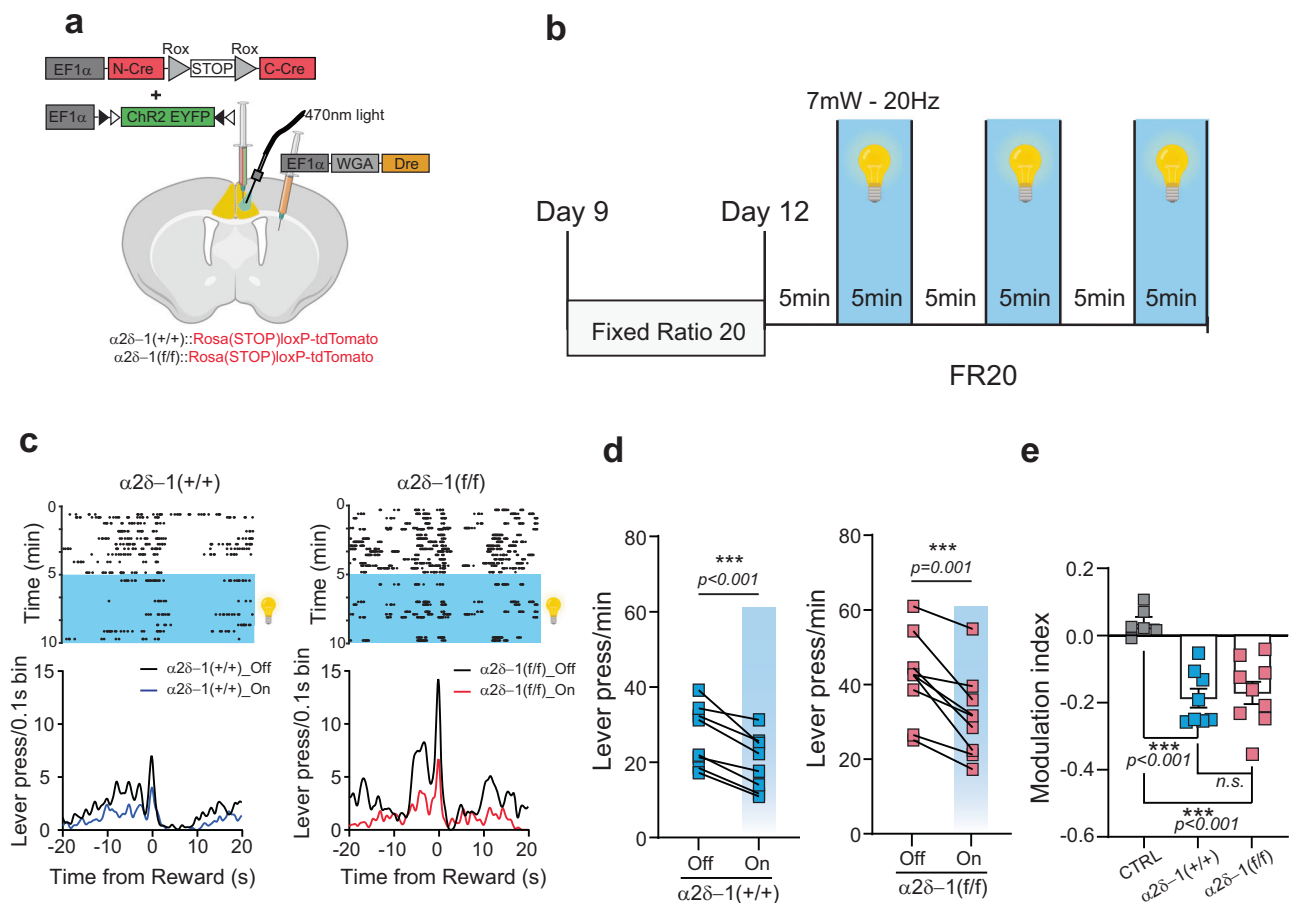 a
Rox Rox
EF1α N-Cre STOP C-Cre
+
EF1α ChR2 EYFP
470nm light
EF1α WGA Dre
α2δ–1(+/+)::Rosa(STOP)loxP-tdTomato
α2δ–1(f/f)::Rosa(STOP)loxP-tdTomato
b
7mW - 20Hz
Day 9 Day 12
5min 5min 5min 5min 5min 5min
Fixed Ratio 20
FR20
c
α2δ–1(+/+) α2δ–1(f/f)
0 0
Time (min) Time (min)
5 5
10 10
15 15
10 10
5 5
0 0
Lever press/0.1s bin Lever press/0.1s bin
α2δ–1(+/+)_Off α2δ–1(f/f)_Off
α2δ–1(+/+)_On α2δ–1(f/f)_On
-20 -10 0 10 20 -20 -10 0 10 20
Time from Reward (s) Time from Reward (s)
d
80 80
60 60
40 40
20 20
0 0
Lever press/min Lever press/min
*** ***
p<0.001 p=0.001
Off On Off On
α2δ–1(+/+) α2δ–1(f/f)
e
0.2
0.0
-0.2
-0.4
-0.6
Modulation index
***
p<0.001
n.s.
***
p<0.001
CTRL α2δ–1(+/+) α2δ–1(f/f)